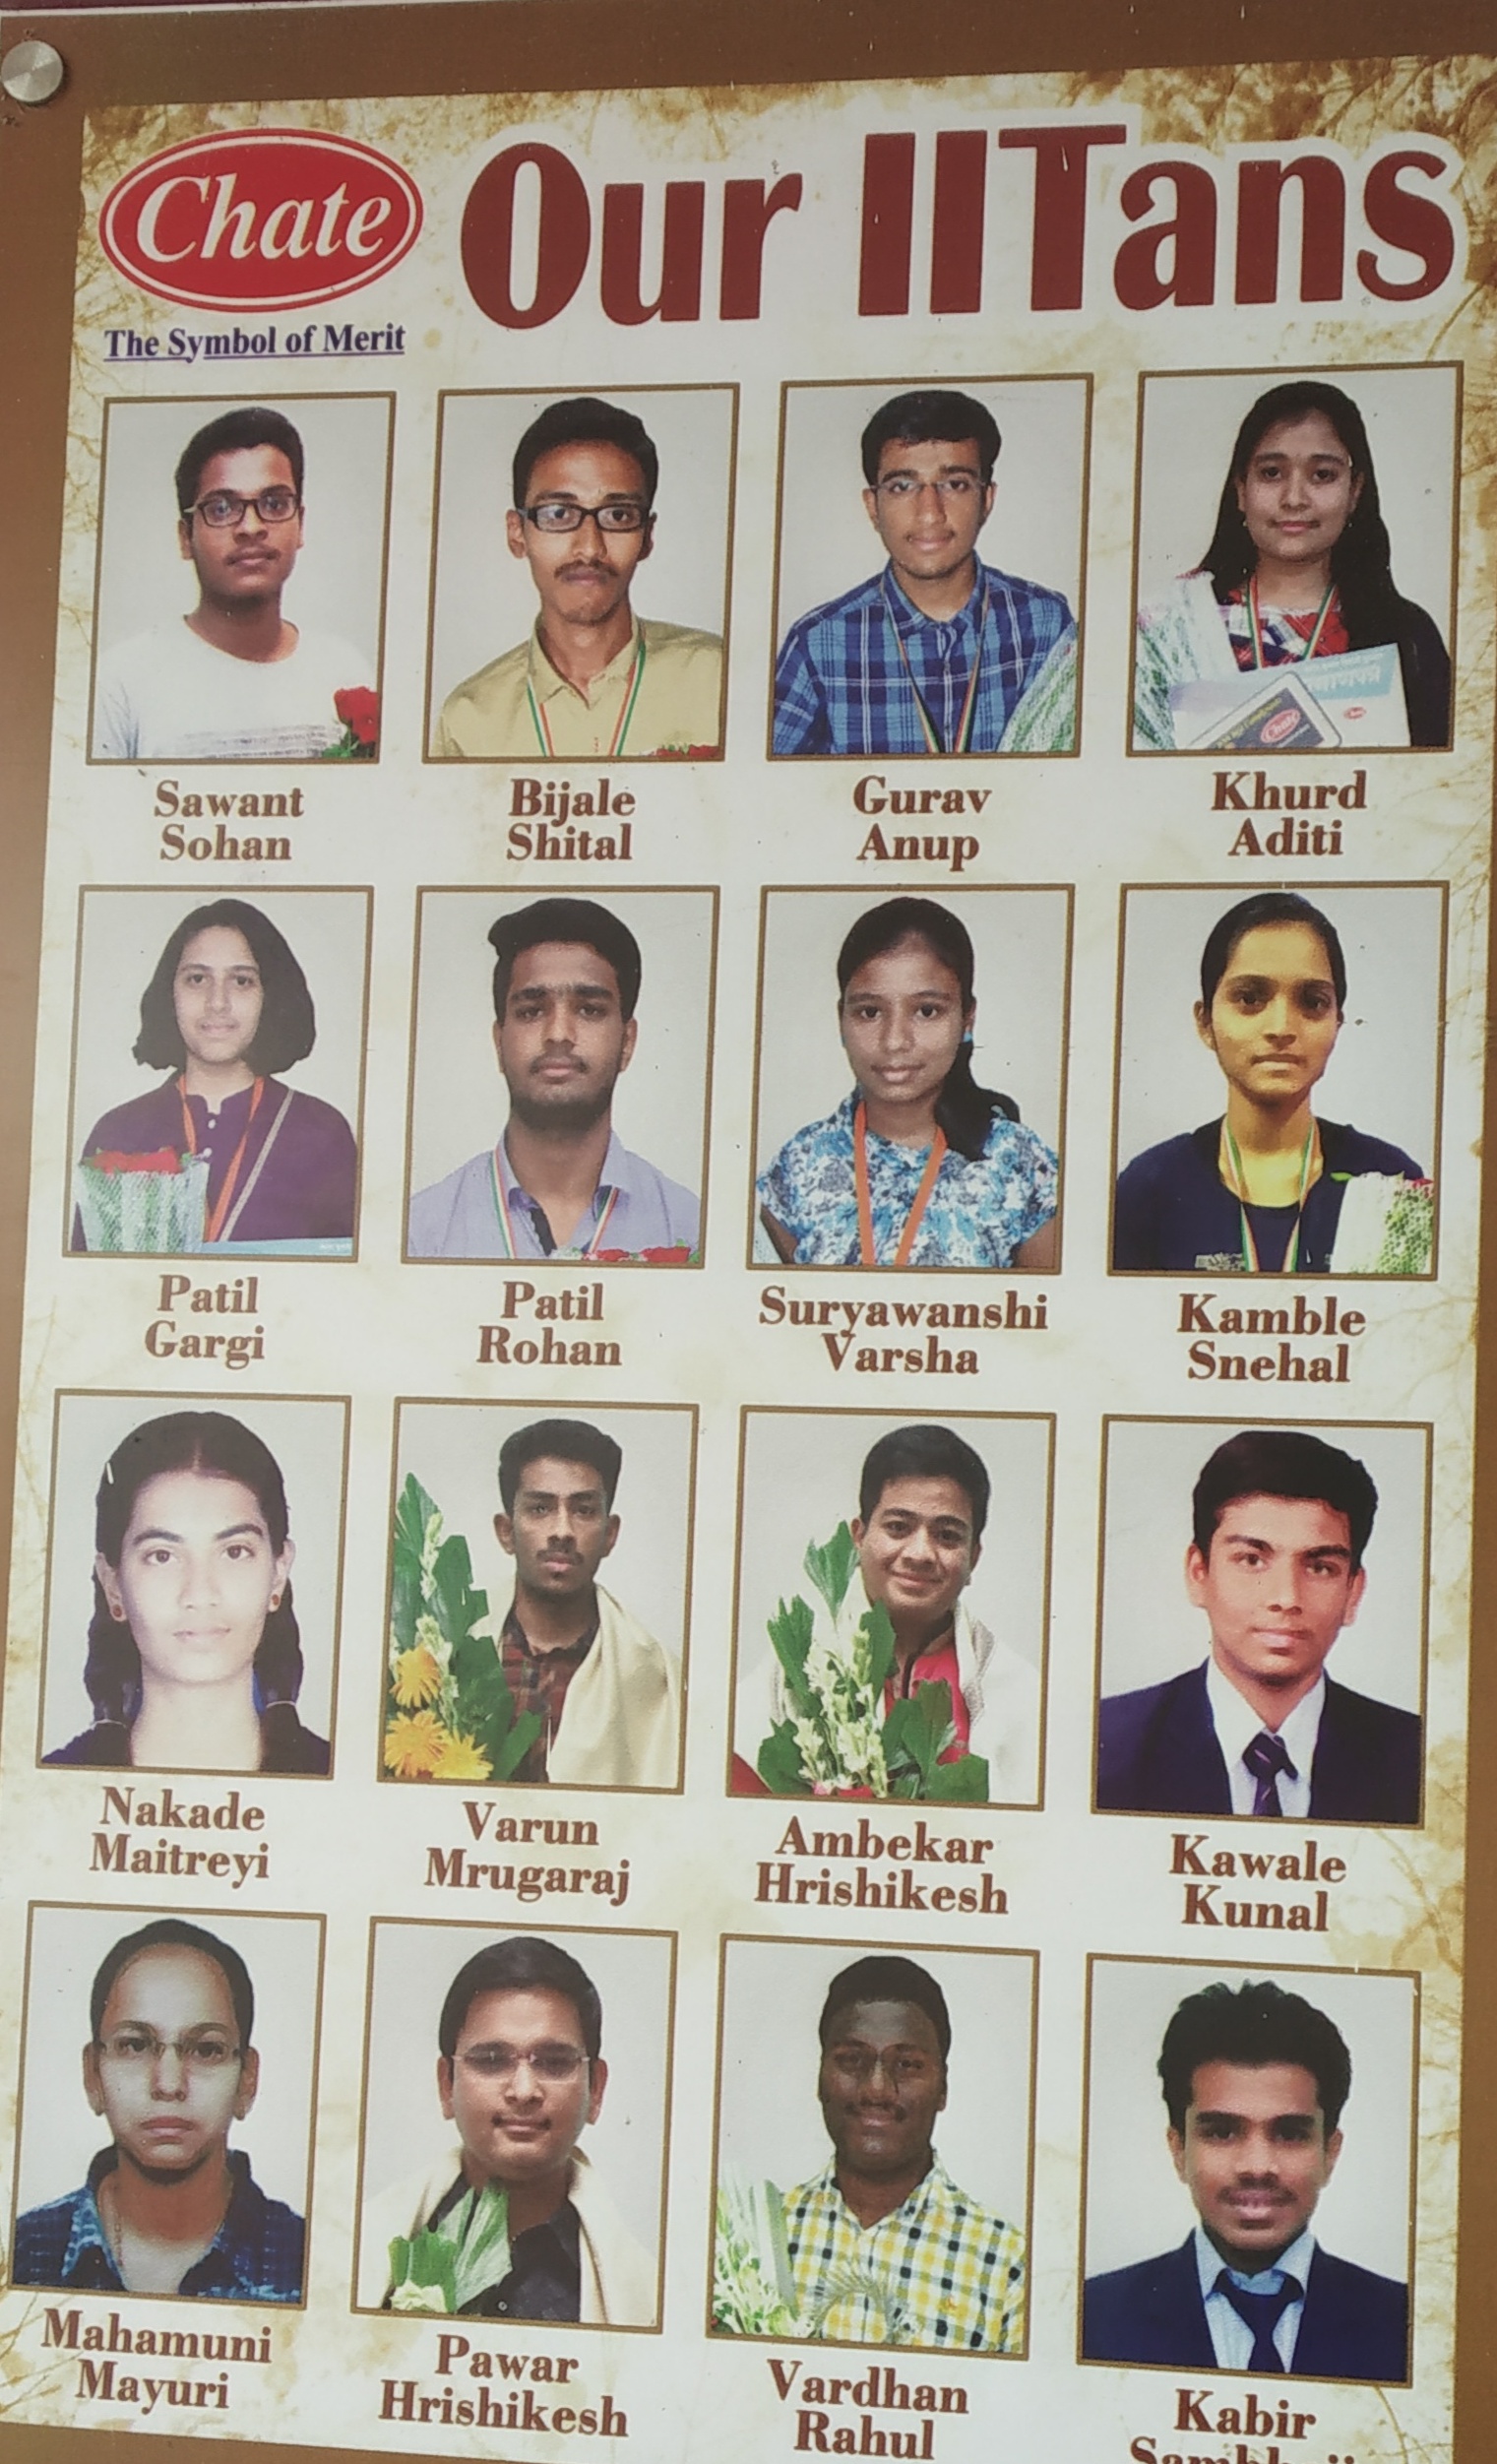 Chate
The Symbol of Merit
Our IITans
Sawant
Sohan
Bijale
Shital
Gurav
Anup
Khurd
Aditi
Patil
Gargi
Patil
Rohan
Suryawanshi
Varsha
Kamble
Snehal
Nakade
Maitreyi
Varun
Mrugaraj
Ambekar
Hrishikesh
Kawale
Kunal
Mahamuni
Mayuri
Pawar
Hrishikesh
Vardhan
Rahul
Kabir